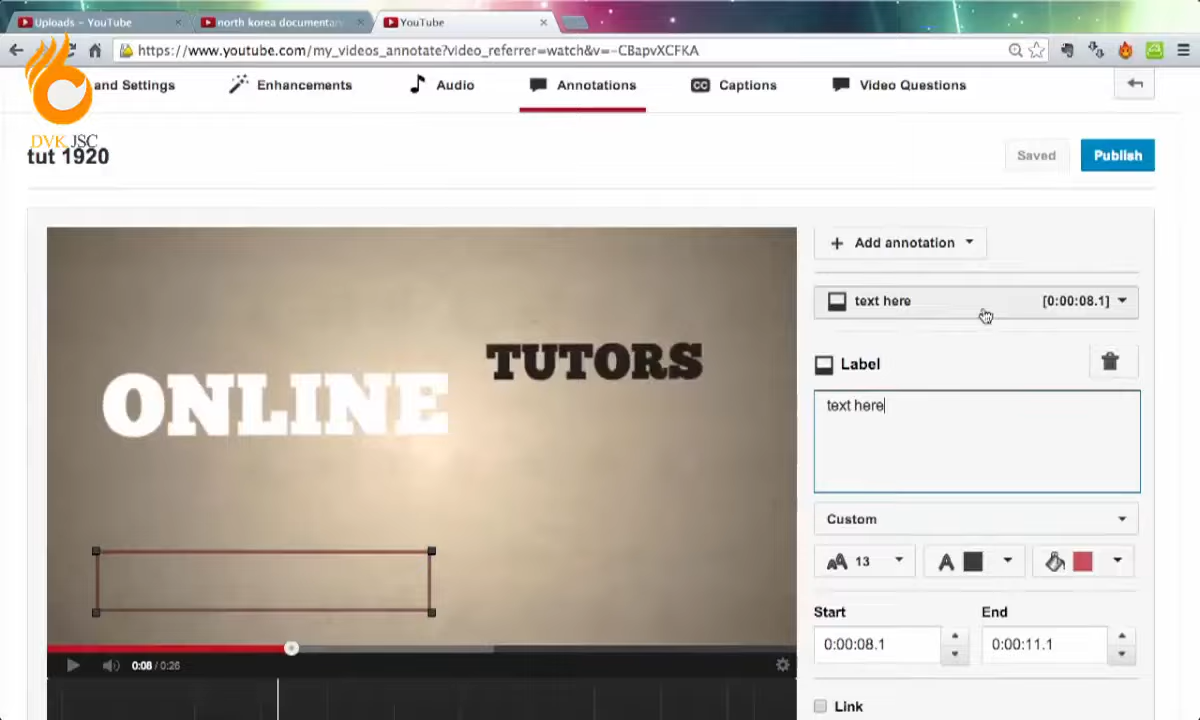 Uploads - YouTube
north korea documentar
YouTube
https://www.youtube.com/my_videos_annotate?video_referrer=watch&v=-CBapvXCFKA
and Settings
Enhancements
Audio
Annotations
CC Captions
Video Questions
DVK JSC
tut 1920
Saved
Publish
+ Add annotation
text here
[0:00:08.1]
TUTORS
ONLINE
Label
text here
Custom
AA 13
A
Start
End
0:00:08.1
0:00:11.1
0:08 / 0:26
Link